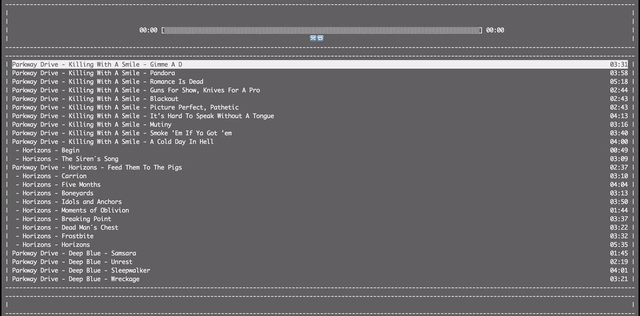 00:00 [ ] 00:00
Parkway Drive - Killing With A Smile - Gimme A D 03:31
Parkway Drive - Killing With A Smile - Pandora 03:58
Parkway Drive - Killing With A Smile - Romance Is Dead 05:18
Parkway Drive - Killing With A Smile - Guns For Show, Knives For A Pro 02:44
Parkway Drive - Killing With A Smile - Blackout 02:43
Parkway Drive - Killing With A Smile - Picture Perfect, Pathetic 02:43
Parkway Drive - Killing With A Smile - It's Hard To Speak Without A Tongue 04:13
Parkway Drive - Killing With A Smile - Mutiny 03:16
Parkway Drive - Killing With A Smile - Smoke 'Em If Ya Got 'em 03:40
Parkway Drive - Killing With A Smile - A Cold Day In Hell 04:00
- Horizons - Begin 00:49
- Horizons - The Siren's Song 03:09
Parkway Drive - Horizons - Feed Them To The Pigs 02:37
- Horizons - Carrion 03:10
- Horizons - Five Months 04:04
- Horizons - Boneyards 03:13
- Horizons - Idols and Anchors 03:50
- Horizons - Moments of Oblivion 01:44
- Horizons - Breaking Point 03:37
- Horizons - Dead Man's Chest 03:22
- Horizons - Frostbite 03:32
- Horizons - Horizons 05:35
Parkway Drive - Deep Blue - Samsara 01:45
Parkway Drive - Deep Blue - Unrest 02:19
Parkway Drive - Deep Blue - Sleepwalker 04:01
Parkway Drive - Deep Blue - Wreckage 03:21